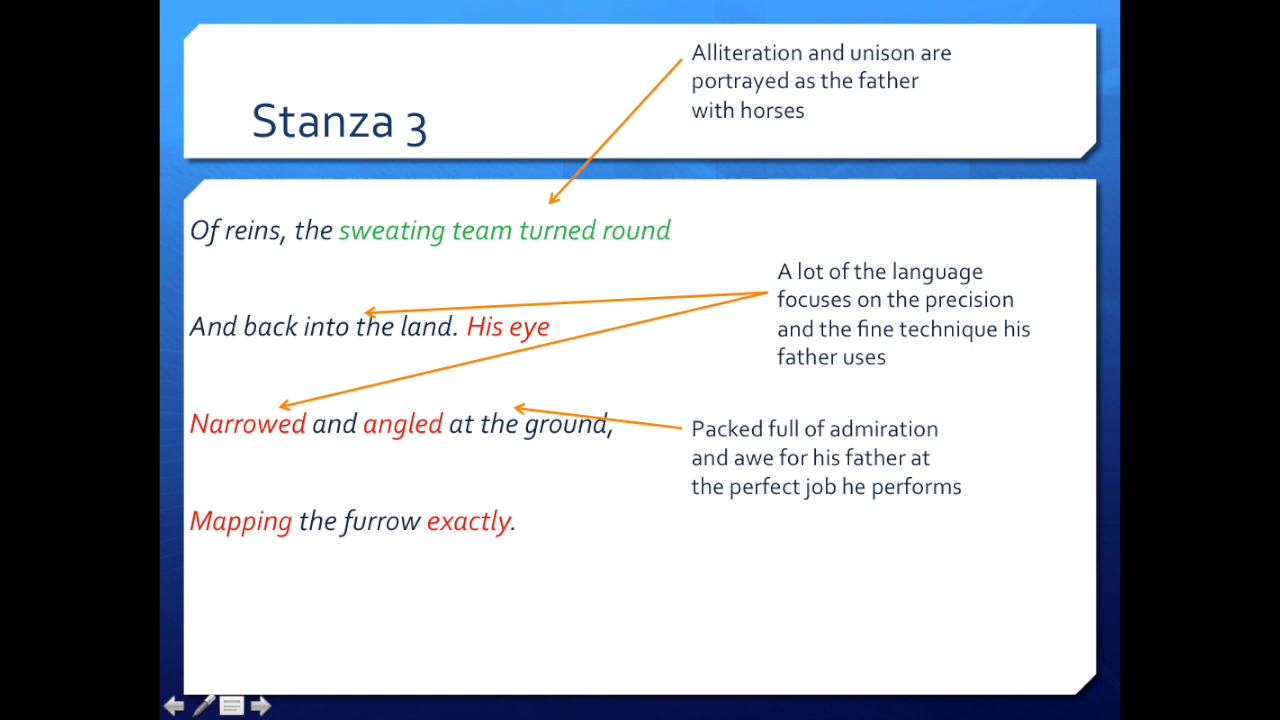 Alliteration and unison are
portrayed as the father
with horses
Stanza 3
Of reins, the sweating team turned round
A lot of the language
focuses on the precision
and the fine technique his
father uses
And back into the land. His eye
Narrowed and angled at the ground,
Packed full of admiration
and awe for his father at
the perfect job he performs
Mapping the furrow exactly.